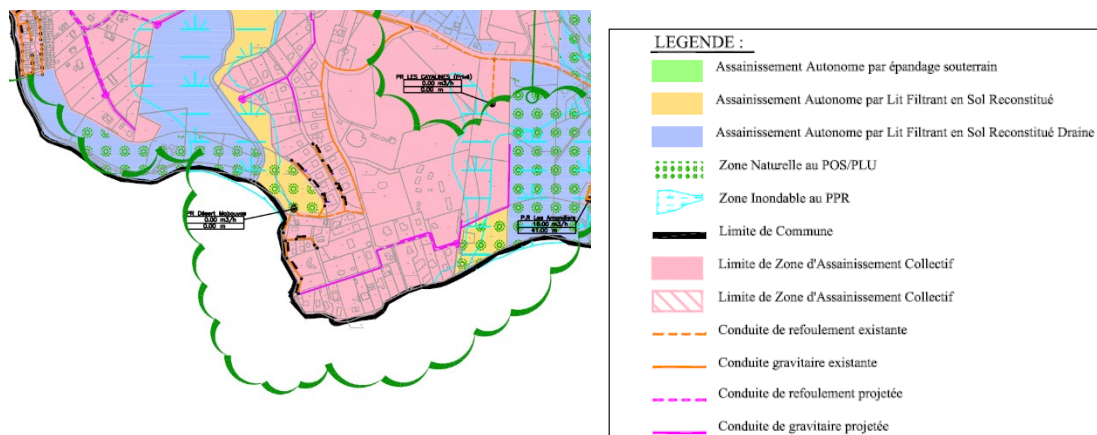 PR LES CAYALINES (Privé)
0.00 m3/h
0.00 m
PR Désert Mabouyas
0.00 m3/h
0.00 m
P.R Les Amandiers
16.00 m3/h
41.00 m
LEGENDE :
Assainissement Autonome par épandage souterrain
Assainissement Autonome par Lit Filtrant en Sol Reconstitué
Assainissement Autonome par Lit Filtrant en Sol Reconstitué Draine
Zone Naturelle au POS/PLU
Zone Inondable au PPR
Limite de Commune
Limite de Zone d'Assainissement Collectif
Limite de Zone d'Assainissement Collectif
Conduite de refoulement existante
Conduite gravitaire existante
Conduite de refoulement projetée
Conduite de gravitaire projetée